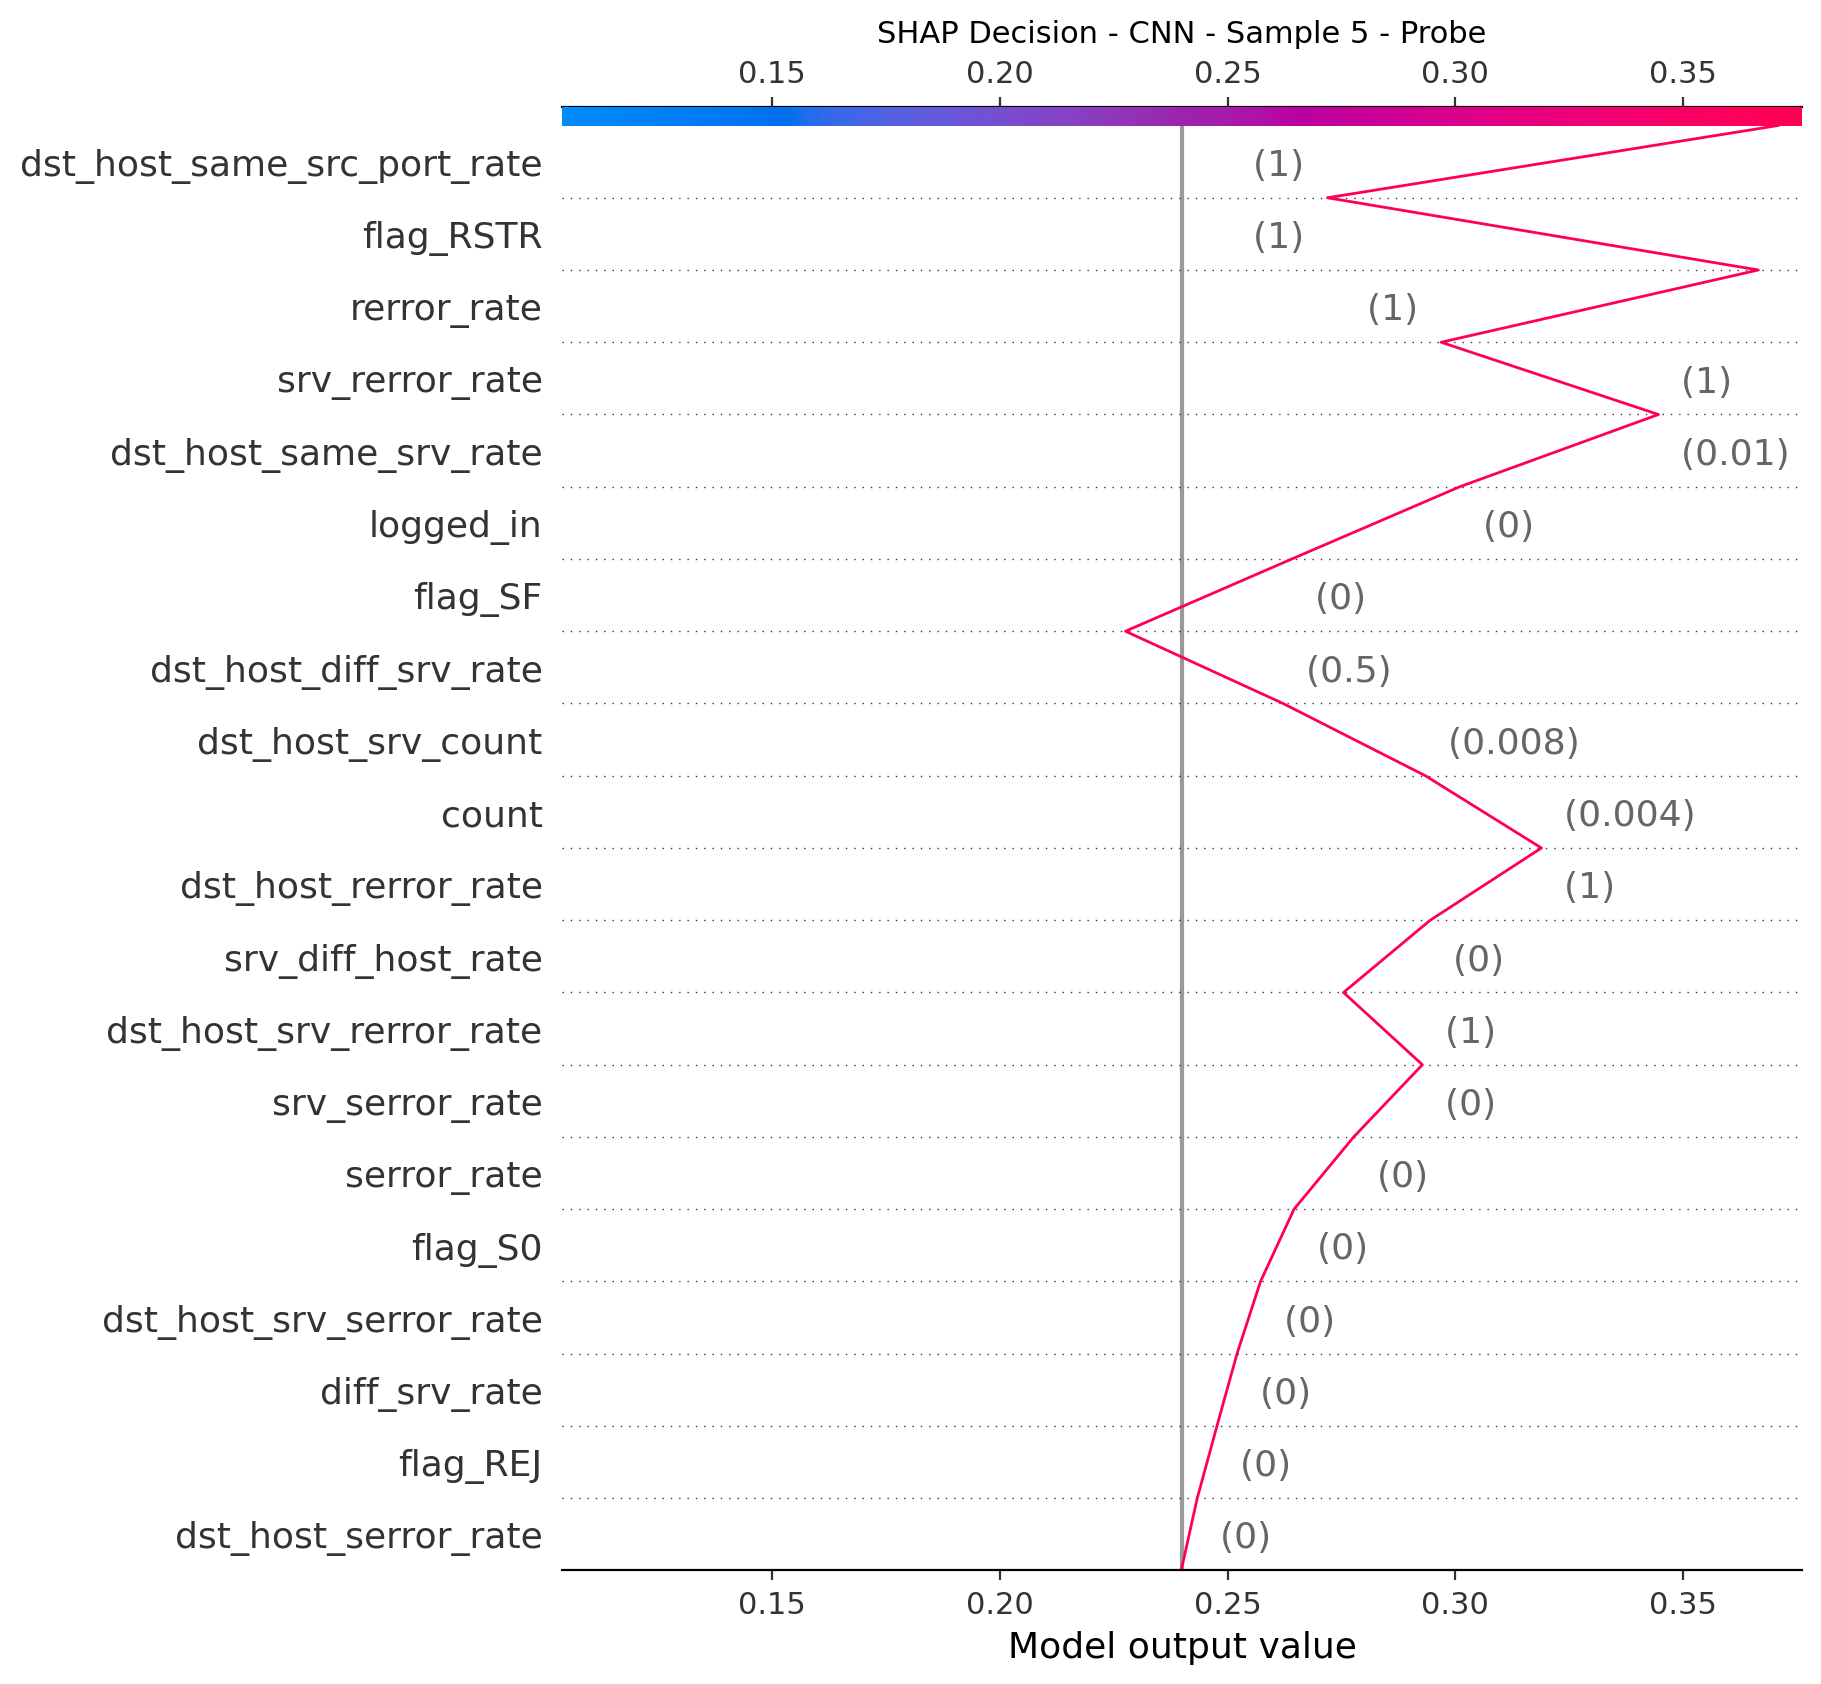 SHAP Decision - CNN - Sample 5 - Probe
0.15 0.20 0.25 0.30 0.35
dst_host_same_src_port_rate (1)
flag_RSTR (1)
rerror_rate (1)
srv_rerror_rate (1)
dst_host_same_srv_rate (0.01)
logged_in (0)
flag_SF (0)
dst_host_diff_srv_rate (0.5)
dst_host_srv_count (0.008)
count (0.004)
dst_host_rerror_rate (1)
srv_diff_host_rate (0)
dst_host_srv_rerror_rate (1)
srv_serror_rate (0)
serror_rate (0)
flag_S0 (0)
dst_host_srv_serror_rate (0)
diff_srv_rate (0)
flag_REJ (0)
dst_host_serror_rate (0)
0.15 0.20 0.25 0.30 0.35
Model output value